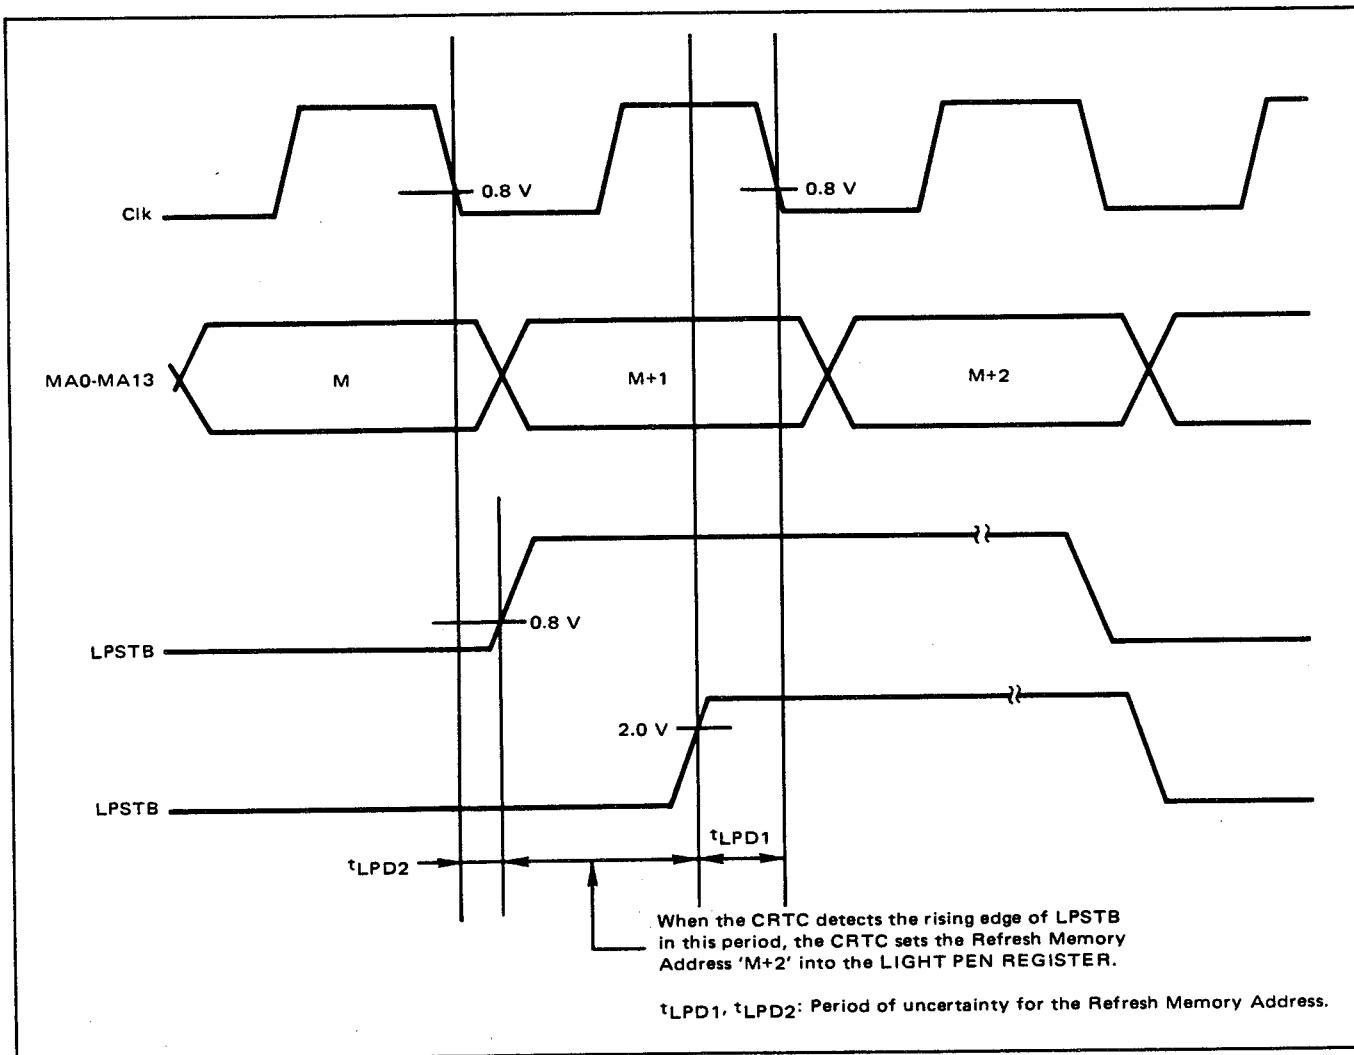 Clk
0.8 V
0.8 V
MA0-MA13
M
M+1
M+2
LPSTB
0.8 V
LPSTB
2.0 V
tLPD2
tLPD1
When the CRTC detects the rising edge of LPSTB
in this period, the CRTC sets the Refresh Memory
Address 'M+2' into the LIGHT PEN REGISTER.
tLPD1, tLPD2: Period of uncertainty for the Refresh Memory Address.